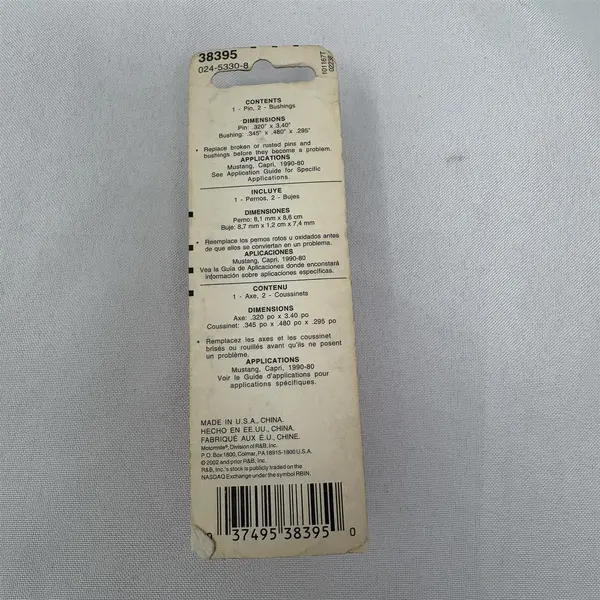 38395
024-5330-8
101167T
CONTENTS
1 - Pin, 2 - Bushings
DIMENSIONS
Pin: .320" x 3.40"
Bushing: .345" x .480" x .295"
• Replace broken or rusted pins and
bushings before they become a problem.
APPLICATIONS
Mustang, Capri, 1990-80
See Application Guide for Specific
Applications.
INCLUYE
1 - Pernos, 2 - Bujes
DIMENSIONES
Perno: 8,1 mm x 8,6 cm
Buje: 8,7 mm x 1,2 cm x 7,4 mm
• Reemplace los pernos rotos u oxidados antes
de que ellos se conviertan en un problema.
APLICACIONES
Mustang, Capri, 1990-80
Vea la Guía de Aplicaciones donde enconstará
información sobre aplicaciones específicas.
CONTENU
1 - Axe, 2 - Coussinets
DIMENSIONS
Axe: .320 po x 3.40 po
Coussinet: .345 po x .480 po x .295 po
• Remplacez les axes et les coussinet
brisés ou rouillés avant qu'ils ne posent
un problème.
APPLICATIONS
Mustang, Capri, 1990-80
Voir le Guide d'applications pour
applications spécifiques.
MADE IN U.S.A., CHINA.
HECHO EN EE.UU., CHINA.
FABRIQUÉ AUX É.U., CHINE.
Motormite®, Division of R&B, Inc.
P.O. Box 1800, Colmar, PA 18915-1800 U.S.A.
© 2002 and prior R&B, Inc.
R&B, Inc.'s stock is publicly traded on the
NASDAQ Exchange under the symbol RBIN.
37495 38395 0